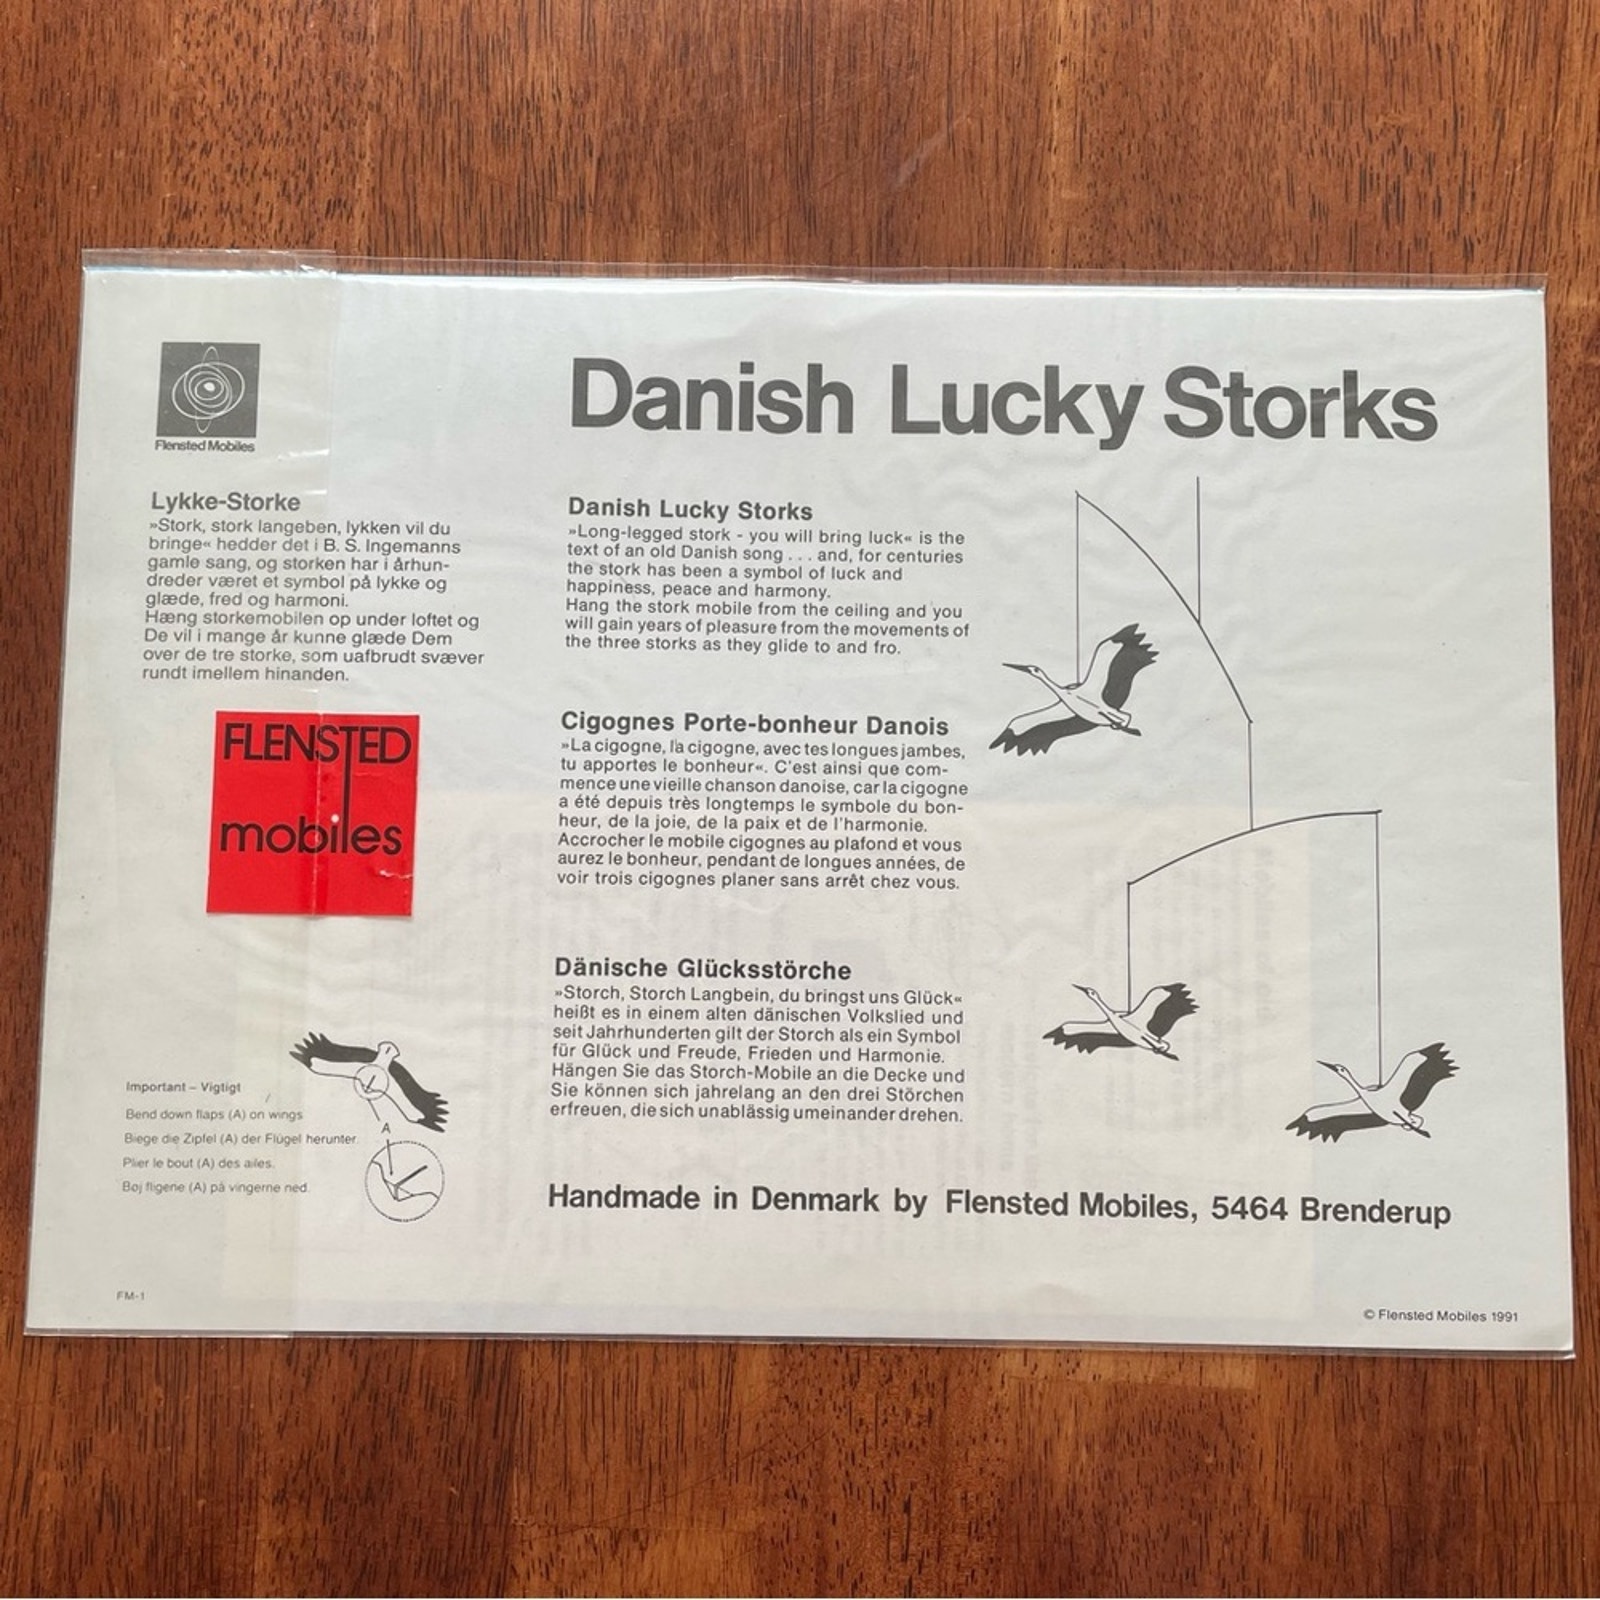 Flensted Mobiles
Danish Lucky Storks
Lykke-Storke
»Stork, stork langeben, lykken vil du
bringe« hedder det i B. S. Ingemanns
gamle sang, og storken har i århun-
dreder været et symbol på lykke og
glæde, fred og harmoni.
Hæng storkemobilen op under loftet og
De vil i mange år kunne glæde Dem
over de tre storke, som uafbrudt svæver
rundt imellem hinanden.
FLENSTED
mobiles
Important – Vigtigt
Bend down flaps (A) on wings
Biege die Zipfel (A) der Flügel herunter.
Plier le bout (A) des ailes.
Bøj fligene (A) på vingerne ned.
A
FM-1
Danish Lucky Storks
»Long-legged stork - you will bring luck« is the
text of an old Danish song . . . and, for centuries
the stork has been a symbol of luck and
happiness, peace and harmony.
Hang the stork mobile from the ceiling and you
will gain years of pleasure from the movements of
the three storks as they glide to and fro.
Cigognes Porte-bonheur Danois
»La cigogne, la cigogne, avec tes longues jambes,
tu apportes le bonheur«. C'est ainsi que com-
mence une vieille chanson danoise, car la cigogne
a été depuis très longtemps le symbole du bon-
heur, de la joie, de la paix et de l'harmonie.
Accrocher le mobile cigognes au plafond et vous
aurez le bonheur, pendant de longues années, de
voir trois cigognes planer sans arrêt chez vous.
Dänische Glücksstörche
»Storch, Storch Langbein, du bringst uns Glück«
heißt es in einem alten dänischen Volkslied und
seit Jahrhunderten gilt der Storch als ein Symbol
für Glück und Freude, Frieden und Harmonie.
Hängen Sie das Storch-Mobile an die Decke und
Sie können sich jahrelang an den drei Störchen
erfreuen, die sich unablässig umeinander drehen.
Handmade in Denmark by Flensted Mobiles, 5464 Brenderup
© Flensted Mobiles 1991